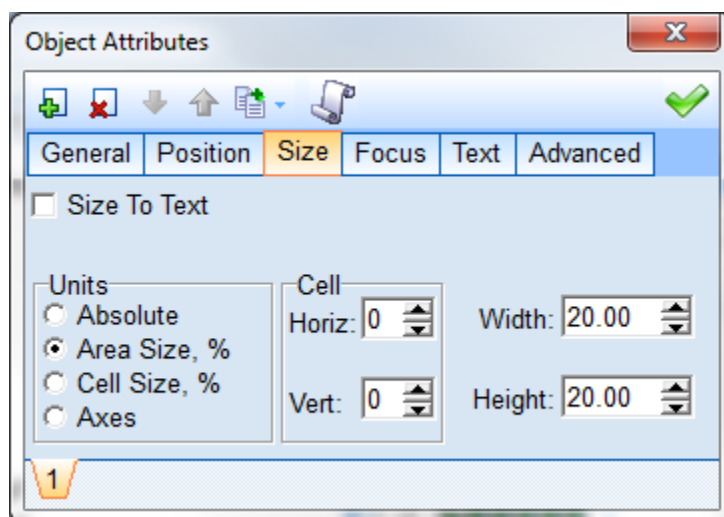 Object Attributes
General Position Size Focus Text Advanced
Size To Text
Units
Absolute
Area Size, %
Cell Size, %
Axes
Cell
Horiz: 0
Vert: 0
Width: 20.00
Height: 20.00
1